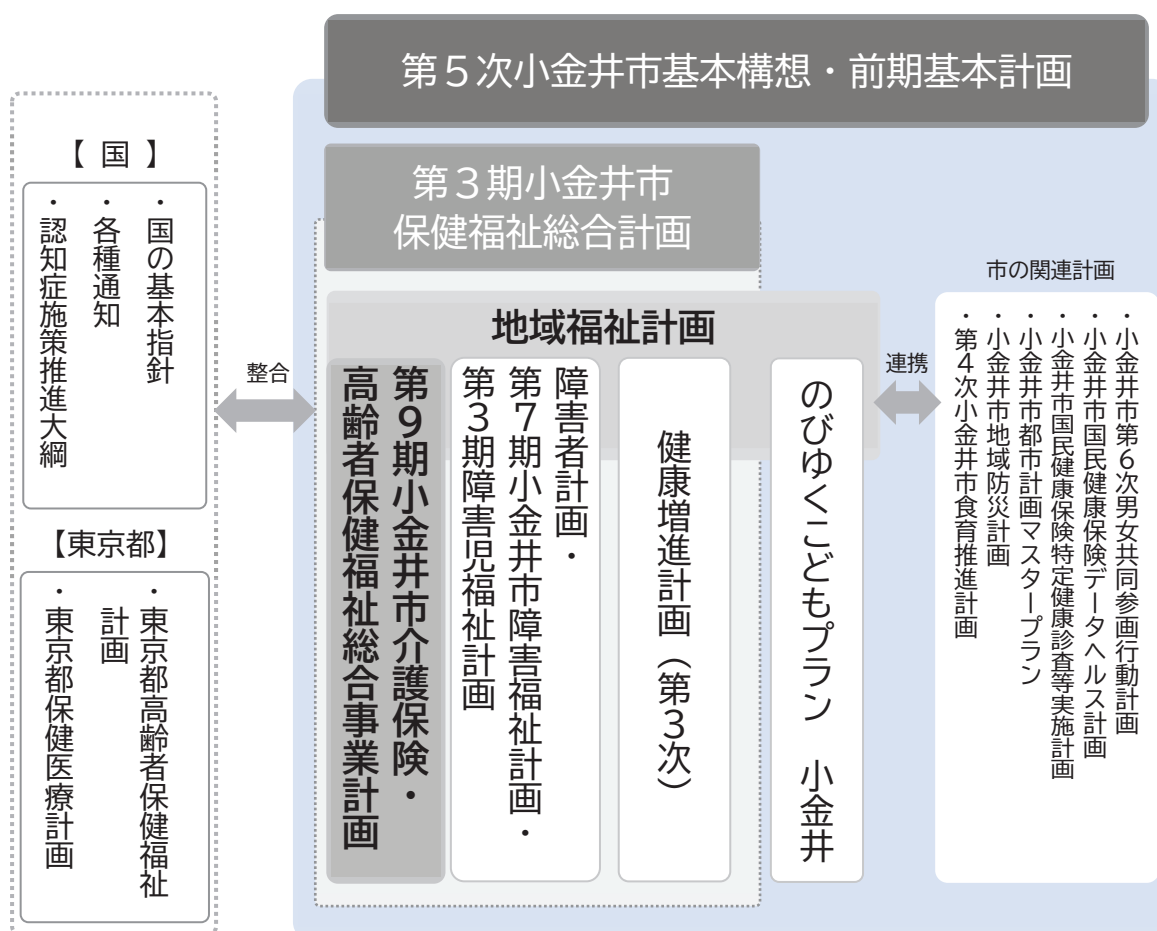 第５次小金井市基本構想・前期基本計画
【 国 】
・国の基本指針
・各種通知
・認知症施策推進大綱
【東京都】
・東京都高齢者保健福祉
計画
・東京都保健医療計画
整合
第３期小金井市
保健福祉総合計画
地域福祉計画
第９期小金井市介護保険・
高齢者保健福祉総合事業計画
障害者計画・
第７期小金井市障害福祉計画・
第３期障害児福祉計画
健康増進計画（第３次）
のびゆくこどもプラン　小金井
連携
市の関連計画
・小金井市第６次男女共同参画行動計画
・小金井市国民健康保険データヘルス計画
・小金井市国民健康保険特定健康診査等実施計画
・小金井市都市計画マスタープラン
・小金井市地域防災計画
・第４次小金井市食育推進計画